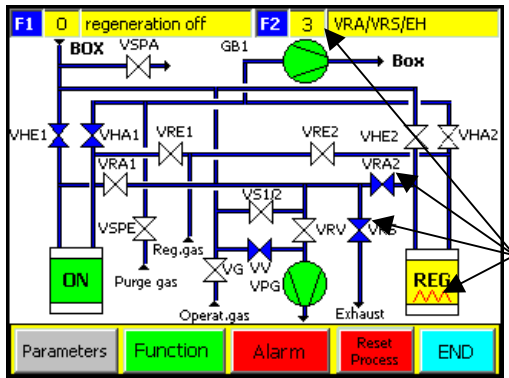 F1 0 regeneration off F2 3 VRA/VRS/EH
BOX VSPA GB1
Box
VHE1 VHA1 VRE1 VRE2 VHE2 VHA2
VRA1 VRA2
VS1/2
VSPE VRV VRS
Reg.gas
ON Purge gas VG VV REG
VPG
Operat.gas Exhaust
Parameters Function Alarm Reset Process END